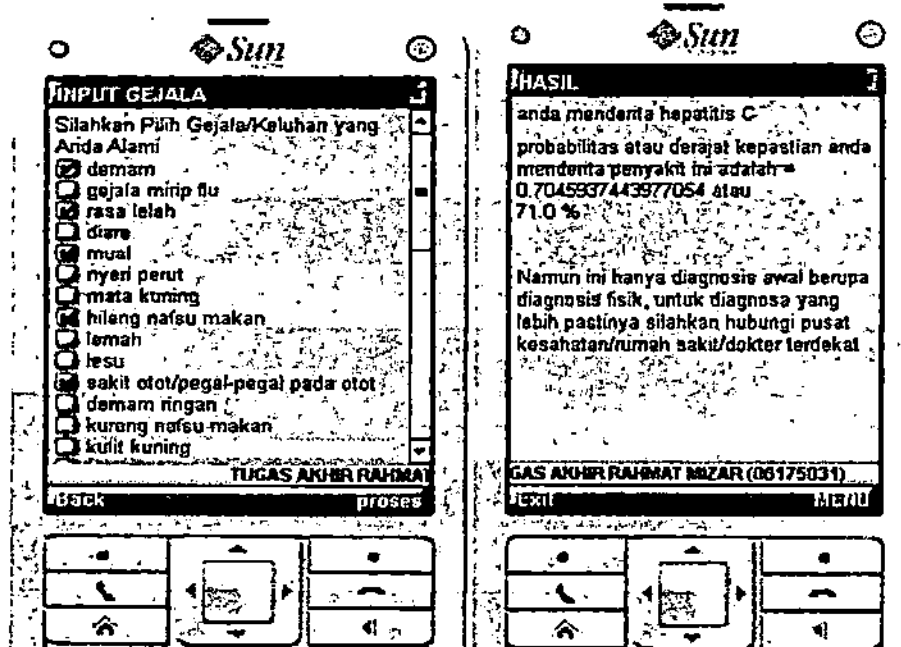 Sun
INPUT GEJALA
Silahkan Pilih Gejala/Keluhan yang
Anda Alami
demam
gejala mirip flu
rasa lelah
diare
mual
nyeri perut
mata kuning
hilang nafsu makan
lemah
lesu
sakit otot/pegal-pegal pada otot
demam ringan
kurang nafsu makan
kulit kuning
TUGAS AKHIR RAHMAT
Back
proses
Sun
HASIL
anda menderita hepatitis C
probabilitas atau derajat kepastian anda
menderita penyakit ini adalah =
0.7045937443977054 atau
71.0 %
Namun ini hanya diagnosis awal berupa
diagnosis fisik, untuk diagnosa yang
lebih pastinya silahkan hubungi pusat
kesahatan/rumah sakit/dokter terdekat
GAS AKHIR RAHMAT MIZAR (06175031)
Exit
MENU